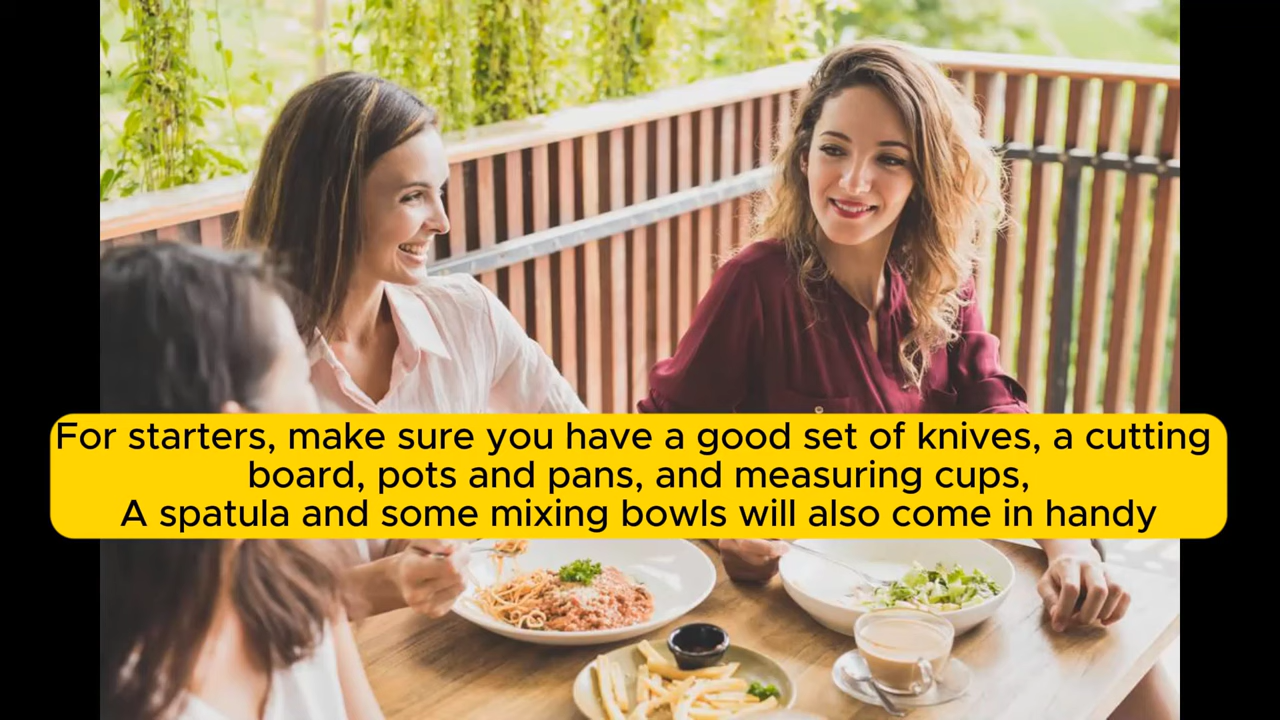 For starters, make sure you have a good set of knives, a cutting
board, pots and pans, and measuring cups,
A spatula and some mixing bowls will also come in handy